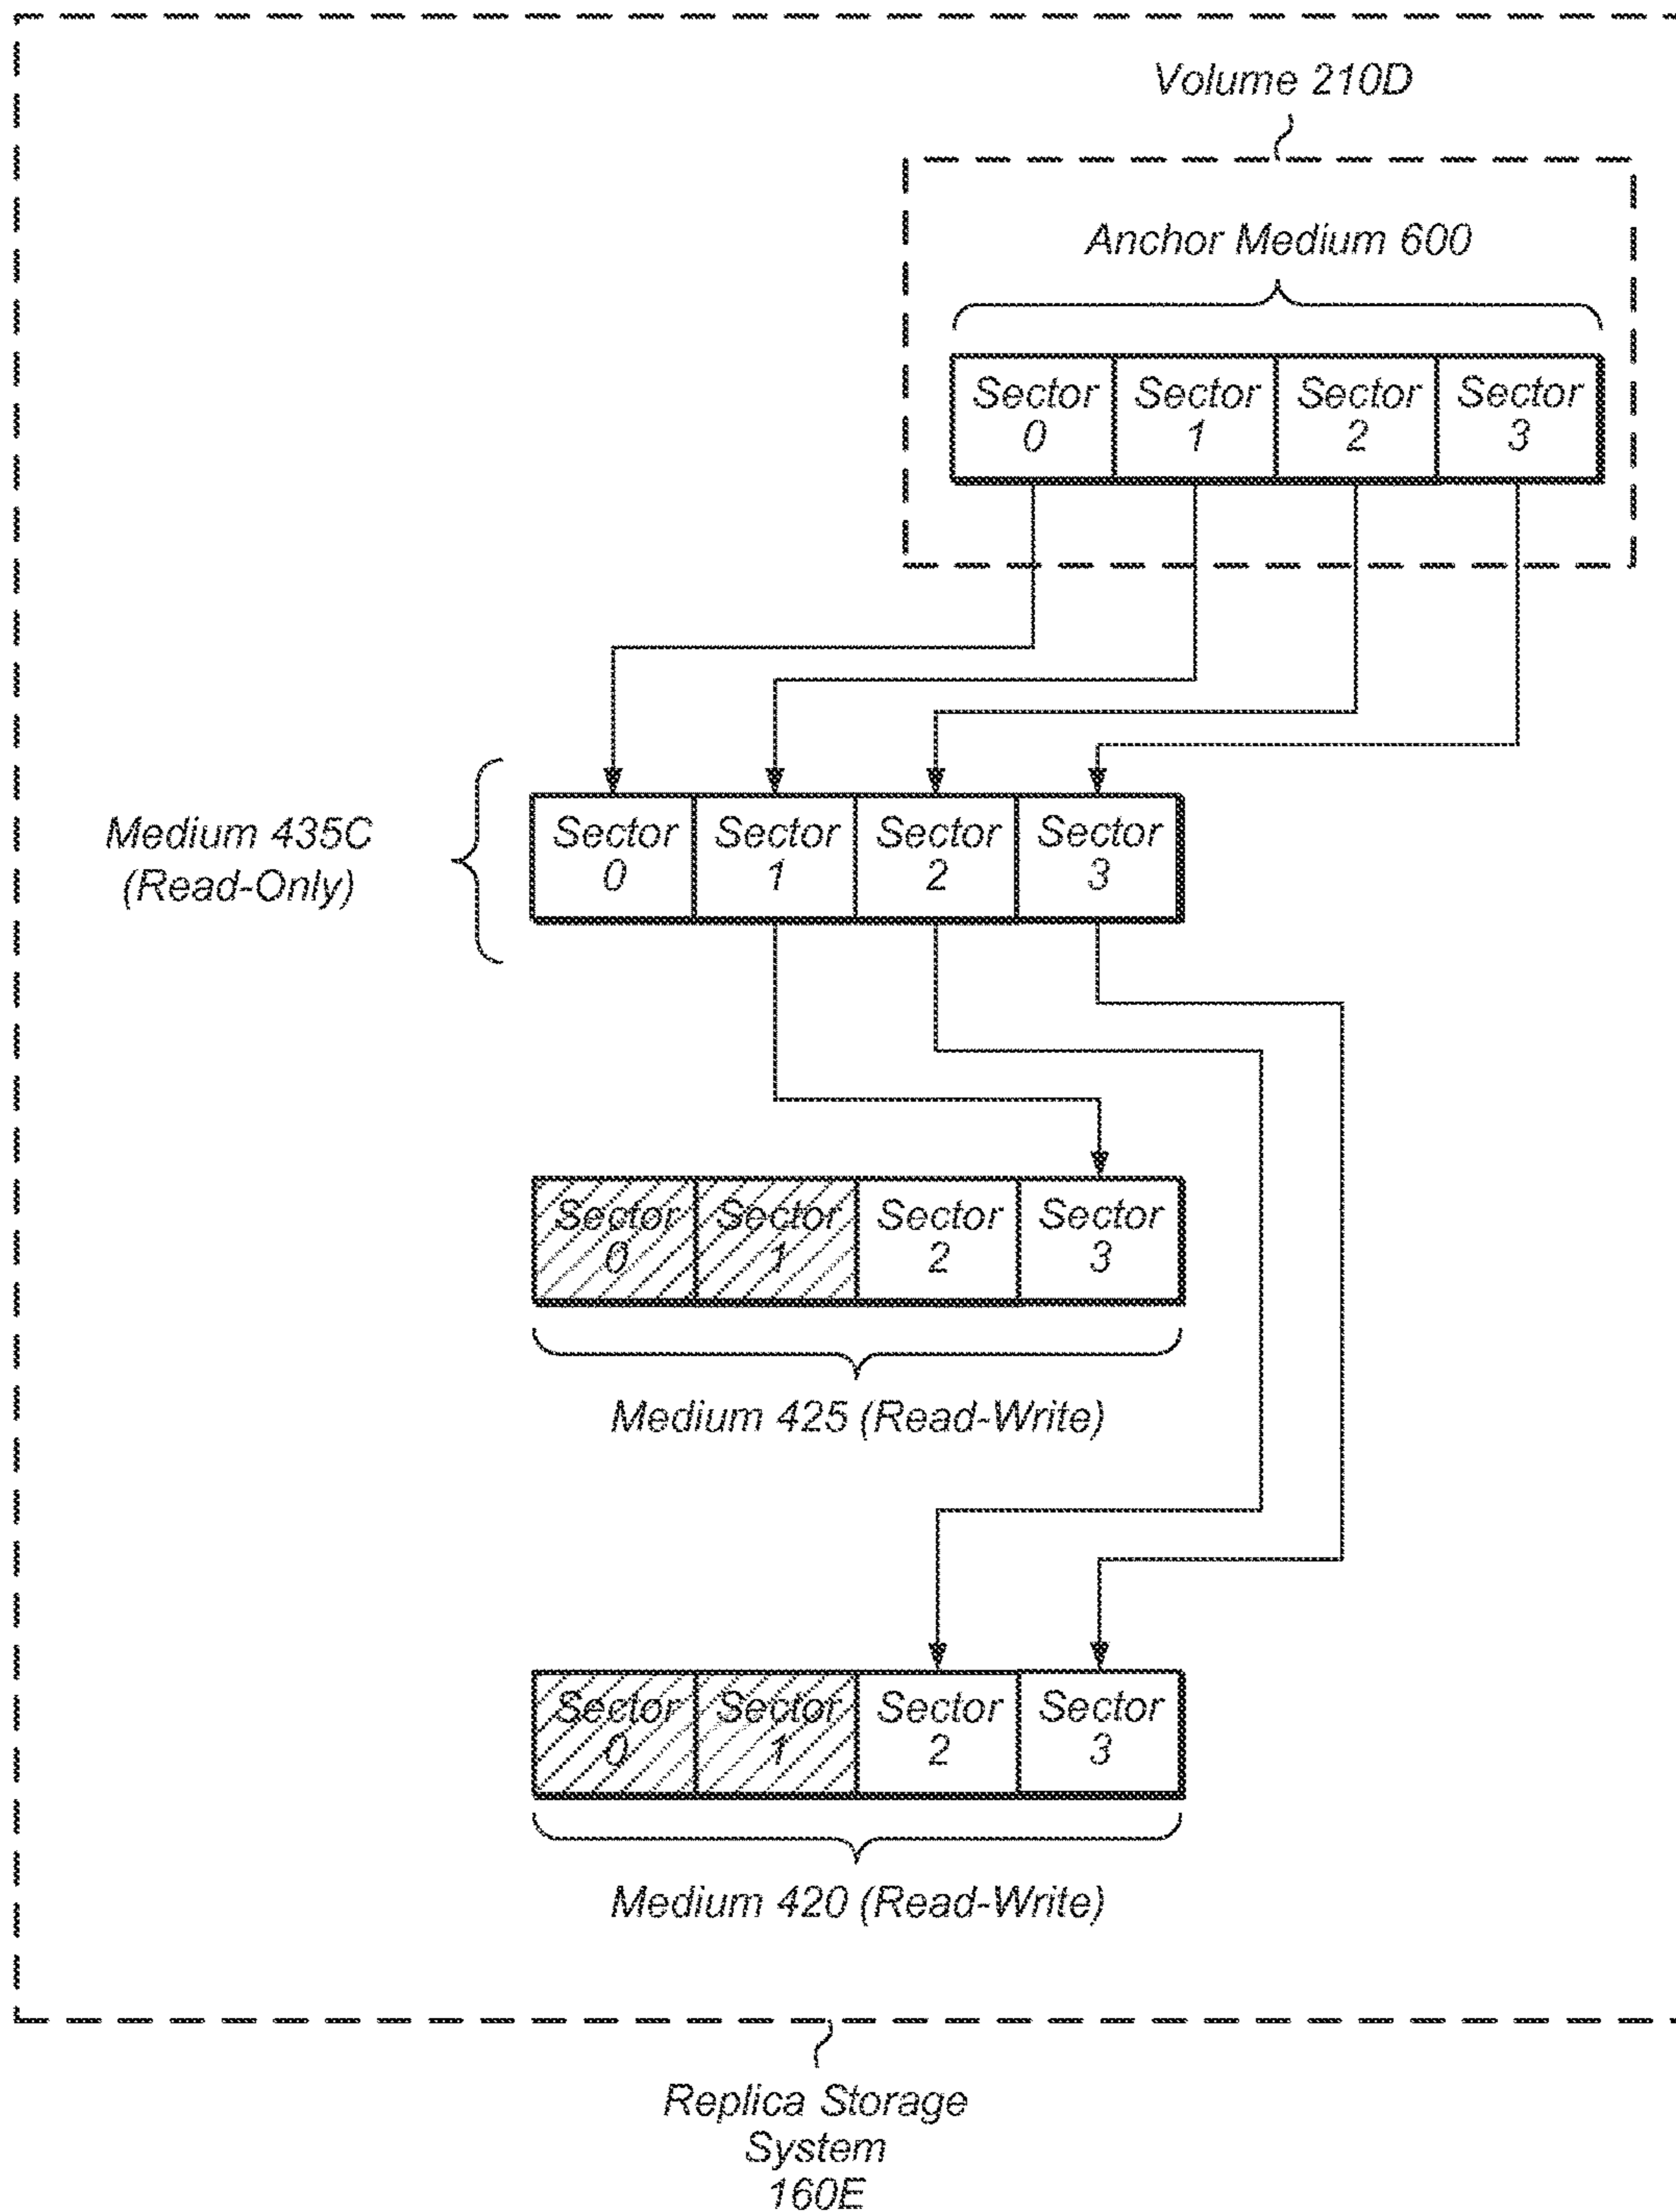 Volume 210D
Anchor Medium 600
Sector 0
Sector 1
Sector 2
Sector 3
Medium 435C
(Read-Only)
Sector 0
Sector 1
Sector 2
Sector 3
Sector 0
Sector 1
Sector 2
Sector 3
Medium 425 (Read-Write)
Sector 0
Sector 1
Sector 2
Sector 3
Medium 420 (Read-Write)
Replica Storage
System
160E